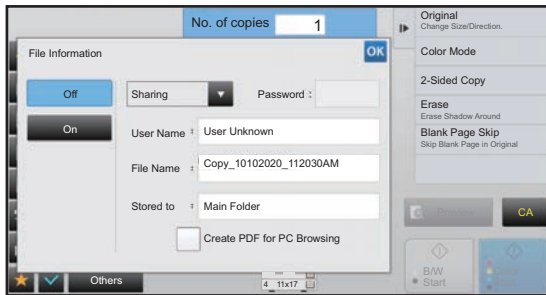 No. of copies 1
File Information
OK
Off
On
Sharing
Password :
User Name : User Unknown
File Name : Copy_10102020_112030AM
Stored to : Main Folder
Create PDF for PC Browsing
Others
4 11x17
Original
Change Size/Direction.
Color Mode
2-Sided Copy
Erase
Erase Shadow Around
Blank Page Skip
Skip Blank Page in Original
CA
B/W
Start
Start